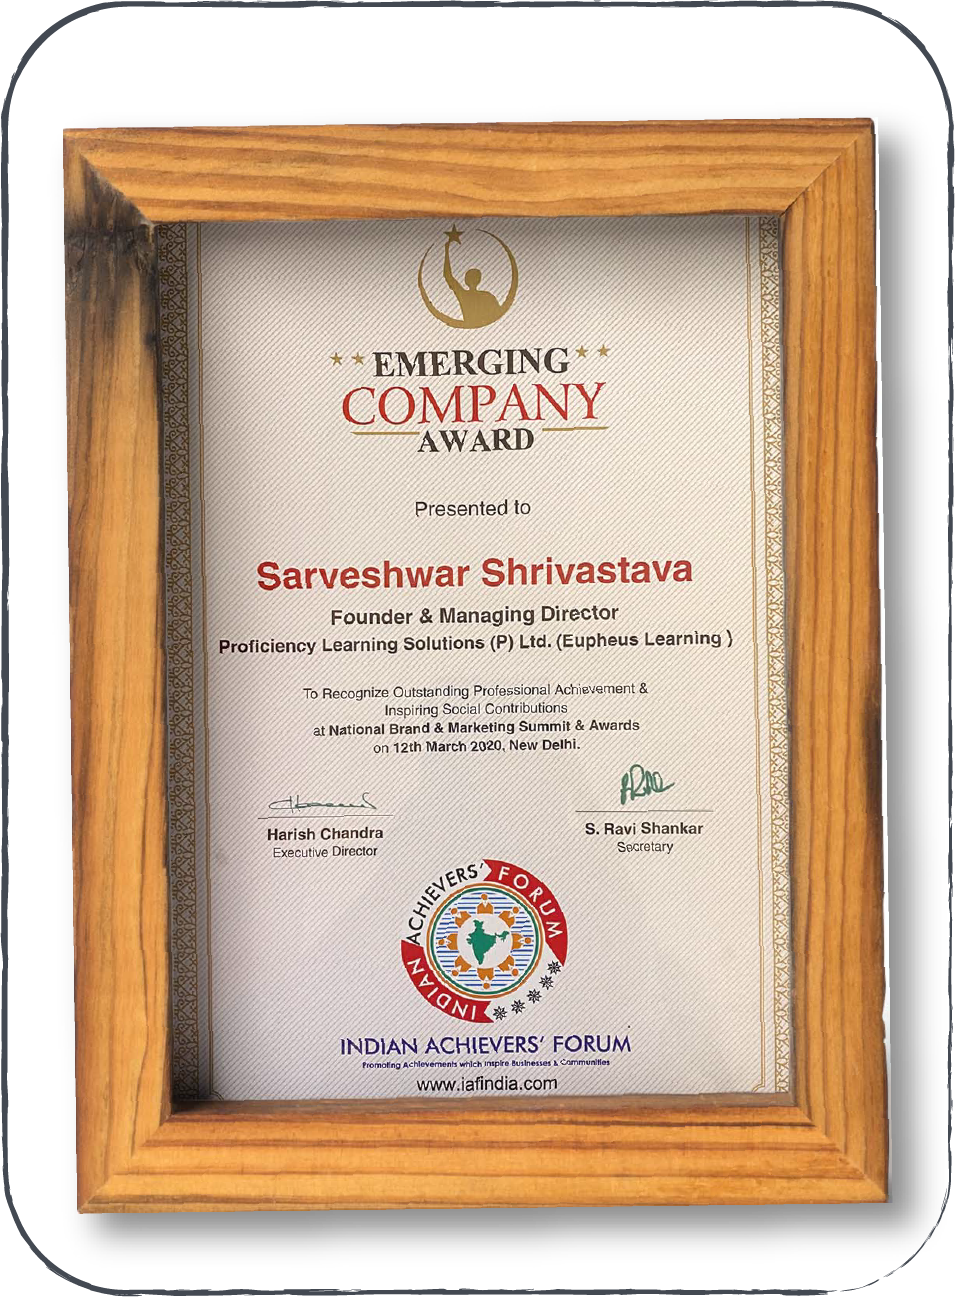 EMERGING
COMPANY
AWARD
Presented to
Sarveshwar Shrivastava
Founder & Managing Director
Proficiency Learning Solutions (P) Ltd. (Eupheus Learning )
To Recognize Outstanding Professional Achievement &
Inspiring Social Contributions
at National Brand & Marketing Summit & Awards
on 12th March 2020, New Delhi.
Harish Chandra
Executive Director
S. Ravi Shankar
Secretary
INDIAN ACHIEVERS' FORUM
INDIAN ACHIEVERS' FORUM
Promoting Achievements which Inspire Businesses & Communities
www.iafindia.com